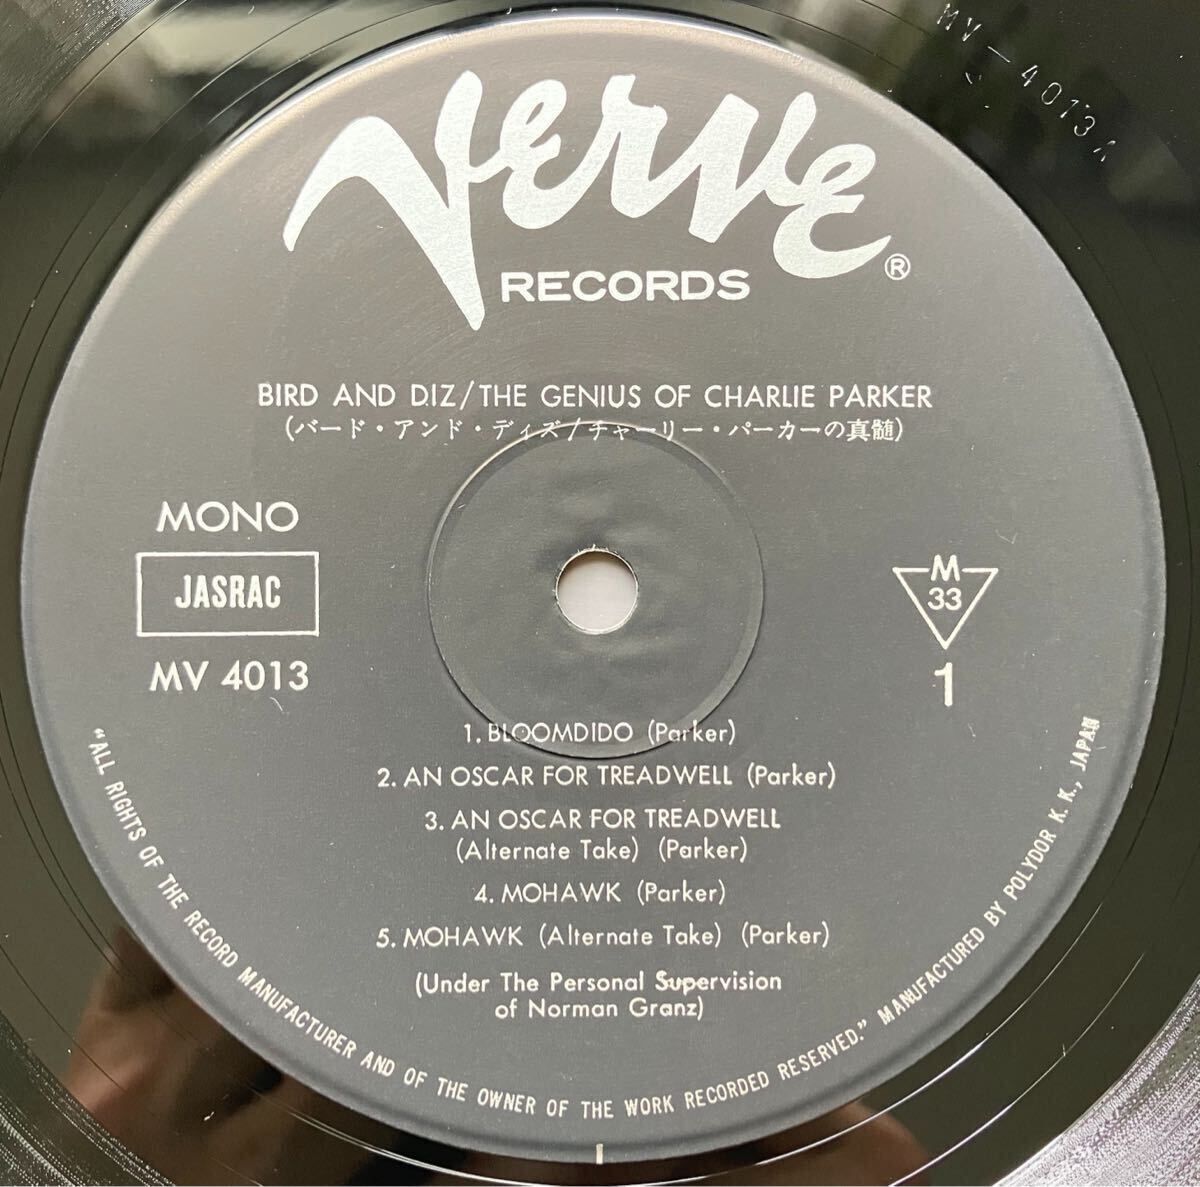 MV-4013A
VERVE®
RECORDS
BIRD AND DIZ/THE GENIUS OF CHARLIE PARKER
(バード・アンド・ディズ/チャーリー・パーカーの真髄)
MONO
JASRAC
MV 4013
M
33
1
1. BLOOMDIDO (Parker)
2. AN OSCAR FOR TREADWELL (Parker)
3. AN OSCAR FOR TREADWELL
(Alternate Take) (Parker)
4. MOHAWK (Parker)
5. MOHAWK (Alternate Take) (Parker)
(Under The Personal Supervision
of Norman Granz)
"ALL RIGHTS OF THE RECORD MANUFACTURER AND OF THE OWNER OF THE WORK RECORDED RESERVED." MANUFACTURED BY POLYDOR K. K., JAPAN